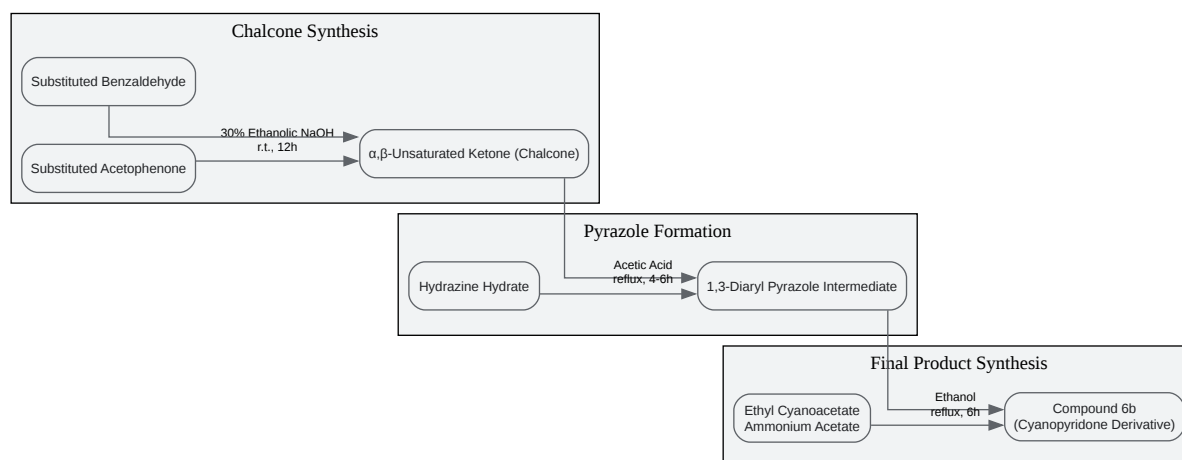 Chalcone Synthesis
Substituted Benzaldehyde
30% Ethanolic NaOH
r.t., 12h
α,β-Unsaturated Ketone (Chalcone)
Substituted Acetophenone
Pyrazole Formation
Acetic Acid
reflux, 4-6h
Hydrazine Hydrate
1,3-Diaryl Pyrazole Intermediate
Final Product Synthesis
Ethanol
reflux, 6h
Ethyl Cyanoacetate
Ammonium Acetate
Compound 6b
(Cyanopyridone Derivative)